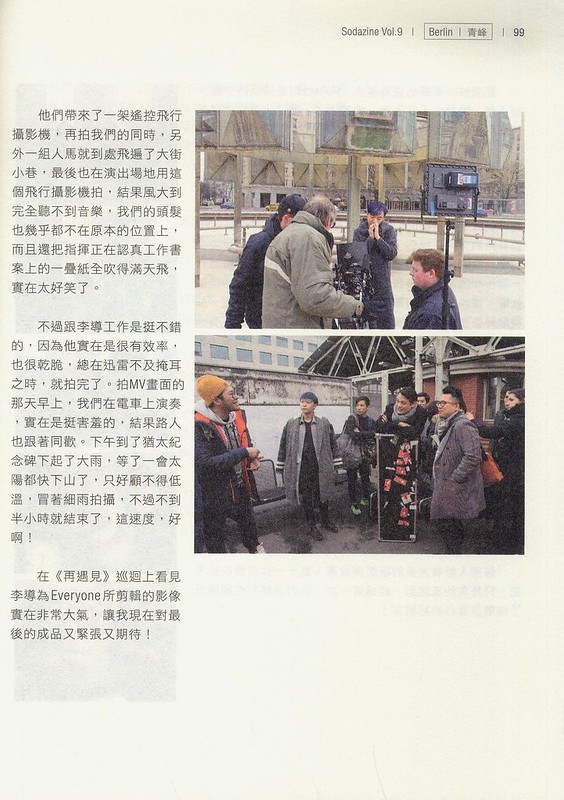 Sodazine Vol.9 | Berlin | 青峰 | 99
他們帶來了一架遙控飛行
攝影機，再拍我們的同時，另
外一組人馬就到處飛遍了大街
小巷，最後也在演出場地用這
個飛行攝影機拍，結果風大到
完全聽不到音樂，我們的頭髮
也幾乎都不在原本的位置上，
而且還把指揮正在認真工作書
案上的一疊紙全吹得滿天飛，
實在太好笑了。
不過跟李導工作是挺不錯
的，因為他實在是很有效率，
也很乾脆，總在迅雷不及掩耳
之時，就拍完了。拍MV畫面的
那天早上，我們在電車上演奏
，實在是挺害羞的，結果路人
也跟著同歡。下午到了猶太紀
念碑下起了大雨，等了一會太
陽都快下山了，只好顧不得低
溫，冒著細雨拍攝，不過不到
半小時就結束了，這速度，好
啊！
在《再遇見》巡迴上看見
李導為Everyone所剪輯的影像
實在非常大氣，讓我現在對最
後的成品又緊張又期待！